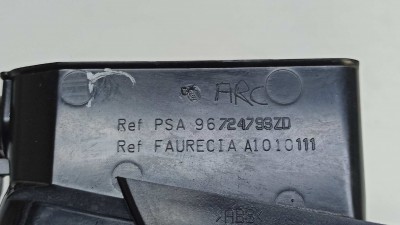 ARC
Ref PSA 96724793ZD
Ref FAURECIA A1010111